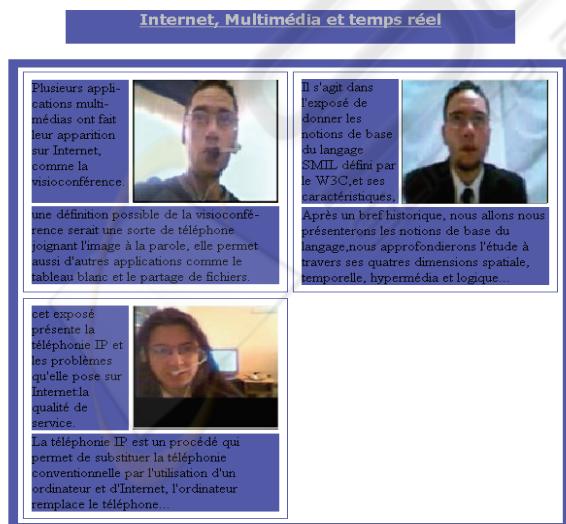 Internet, Multimédia et temps réel
Plusieurs appli-
cations multi-
médias ont fait
leur apparition
sur Internet,
comme la
visioconférence.
une définition possible de la visioconfé-
rence serait une sorte de téléphone
joignant l'image à la parole, elle permet
aussi d'autres applications comme le
tableau blanc et le partage de fichiers.
Il s'agit dans
l'exposé de
donner les
notions de base
du langage
SMIL défini par
le W3C,et ses
caractéristiques,
Après un bref historique, nous allons nous
présenterons les notions de base du
langage,nous approfondierons l'étude à
travers ses quatres dimensions spatiale,
temporelle, hypermédia et logique...
cet exposé
présente la
téléphonie IP et
les problèmes
qu'elle pose sur
Internet:la
qualité de
service.
La téléphonie IP est un procédé qui
permet de substituer la téléphonie
conventionnelle par l'utilisation d'un
ordinateur et d'Internet, l'ordinateur
remplace le téléphone...